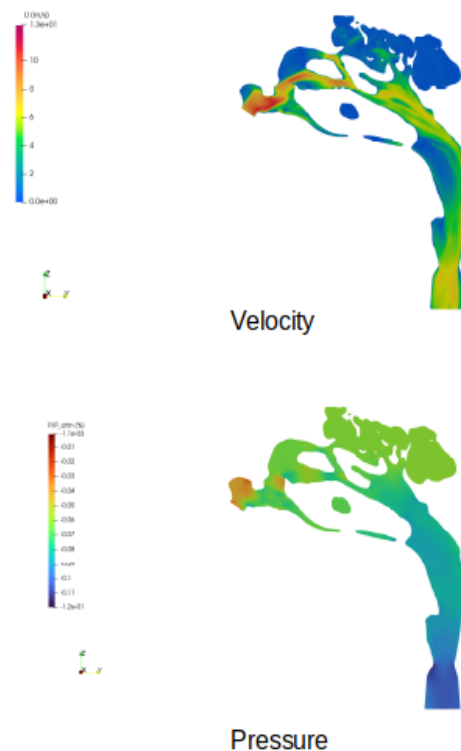 U (m/s)
1.3e+01
10
8
6
4
2
0.0e+00
Z
X Y
Velocity
P/P_atm (%)
-1.1e-03
-0.01
-0.02
-0.03
-0.04
-0.05
-0.06
-0.07
-0.08
-0.1
-0.11
-1.2e-01
Z
X Y
Pressure